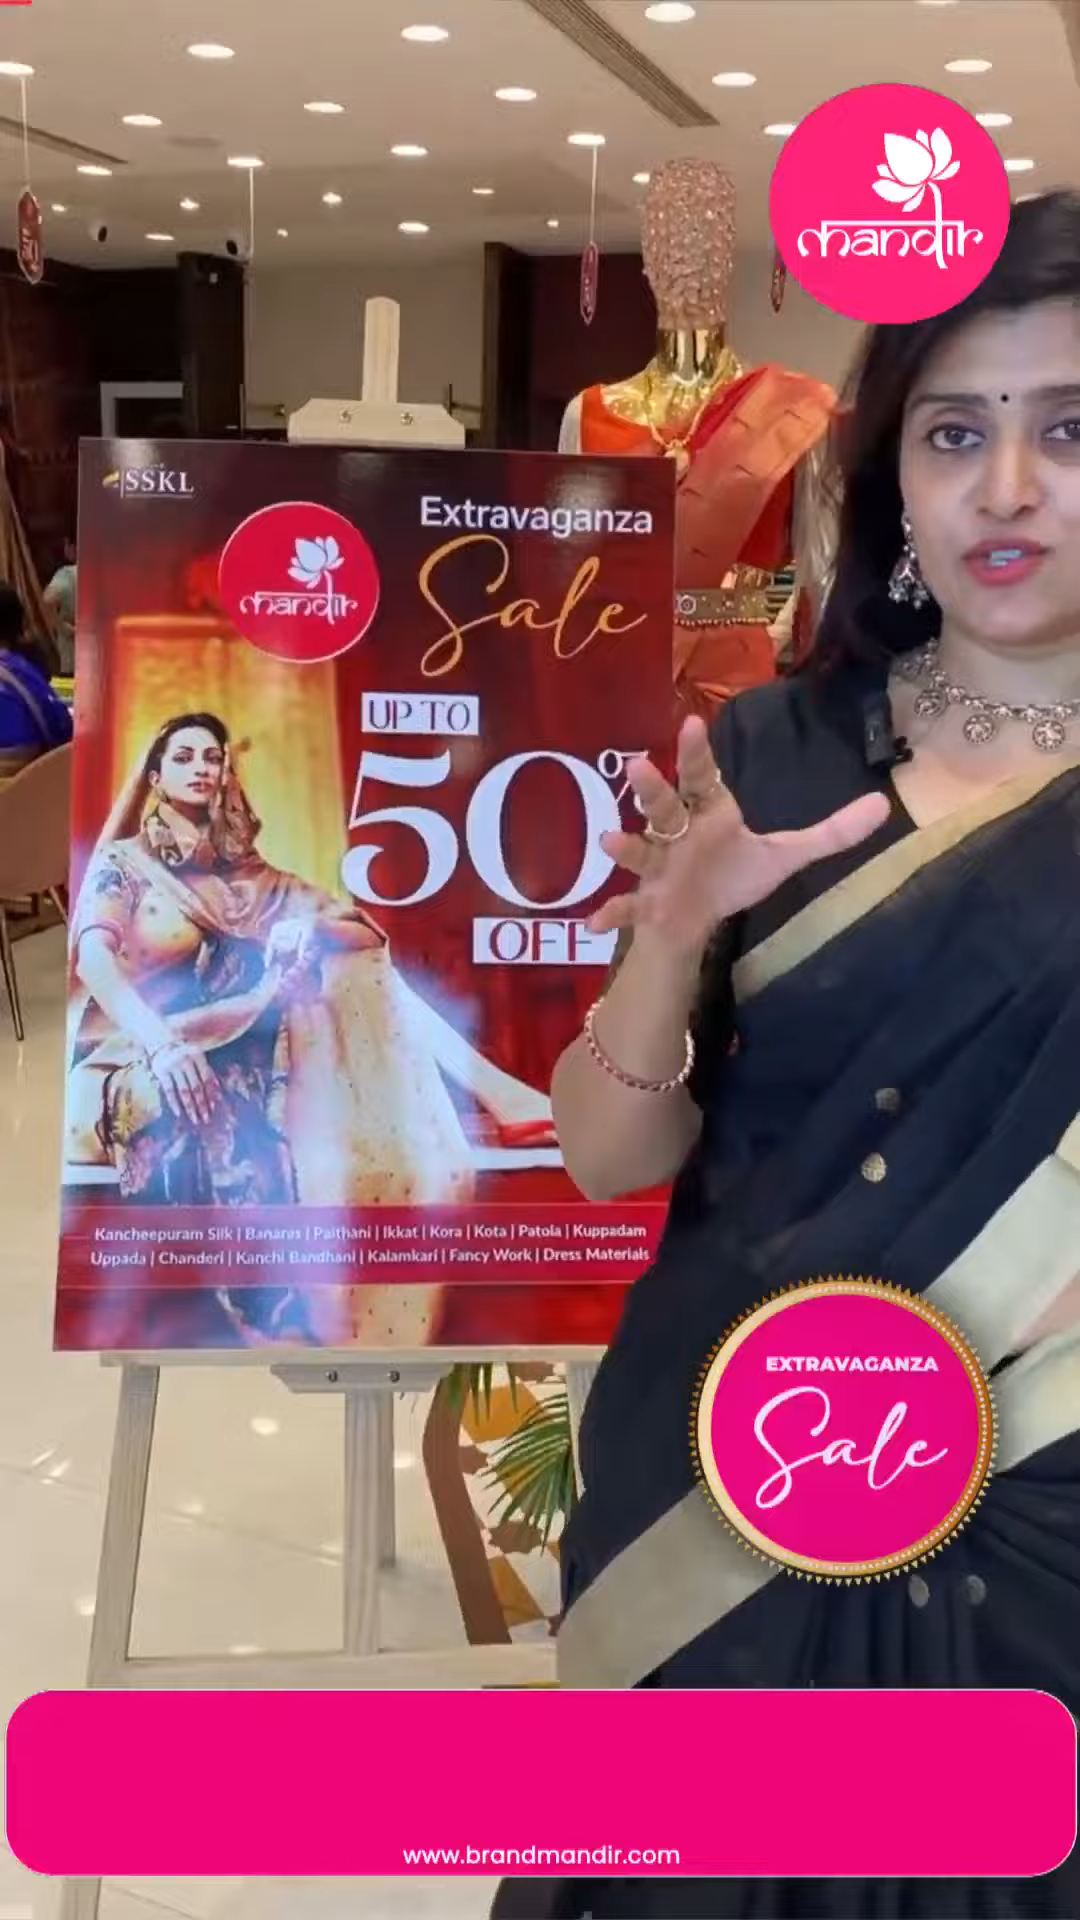 mandir
SSKL
mandir
Extravaganza
Sale
UP TO
50%
OFF
Kancheepuram Silk | Banaras | Paithani | Ikkat | Kora | Kota | Patola | Kuppadam
Uppada | Chanderi | Kanchi Bandhani | Kalamkari | Fancy Work | Dress Materials
EXTRAVAGANZA
Sale
www.brandmandir.com